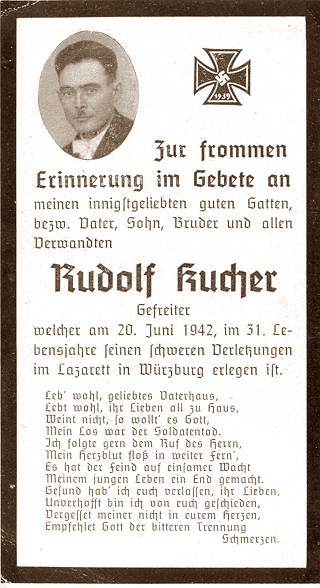 1939
Zur frommen
Erinnerung im Gebete an
meinen innigstgeliebten guten Gatten,
bezw. Vater, Sohn, Bruder und allen
Verwandten
Rudolf Kucher
Gefreiter
welcher am 20. Juni 1942, im 31. Le-
bensjahre seinen schweren Verletzungen
im Lazarett in Würzburg erlegen ist.
Leb' wohl, geliebtes Vaterhaus,
Lebt wohl, ihr Lieben all zu Haus,
Weint nicht, so wollt' es Gott,
Mein Los war der Soldatentod.
Ich folgte gern dem Ruf des Herrn,
Mein Herzblut floß in weiter Fern',
Es hat der Feind auf einsamer Wacht
Meinem jungen Leben ein End gemacht.
Gesund hab' ich euch verlassen, ihr Lieben.
Unverhofft bin ich von euch geschieden,
Vergesset meiner nicht in eurem Herzen,
Empfehlet Gott der bitteren Trennung
Schmerzen.